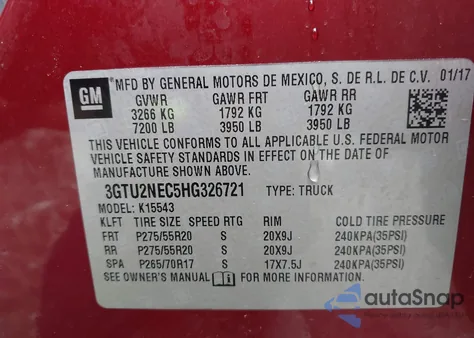 GM
MFD BY GENERAL MOTORS DE MEXICO, S. DE R.L. DE C.V. 01/17
GVWR GAWR FRT GAWR RR
3266 KG 1792 KG 1792 KG
7200 LB 3950 LB 3950 LB
THIS VEHICLE CONFORMS TO ALL APPLICABLE U.S. FEDERAL MOTOR
VEHICLE SAFETY STANDARDS IN EFFECT ON THE DATE OF
MANUFACTURE SHOWN ABOVE.
3GTU2NEC5HG326721 TYPE: TRUCK
MODEL: K15543
KLFT TIRE SIZE SPEED RTG RIM COLD TIRE PRESSURE
FRT P275/55R20 S 20X9J 240KPA(35PSI)
RR P275/55R20 S 20X9J 240KPA(35PSI)
SPA P265/70R17 S 17X7.5J 240KPA(35PSI)
SEE OWNER'S MANUAL FOR MORE INFORMATION.
autoSnap